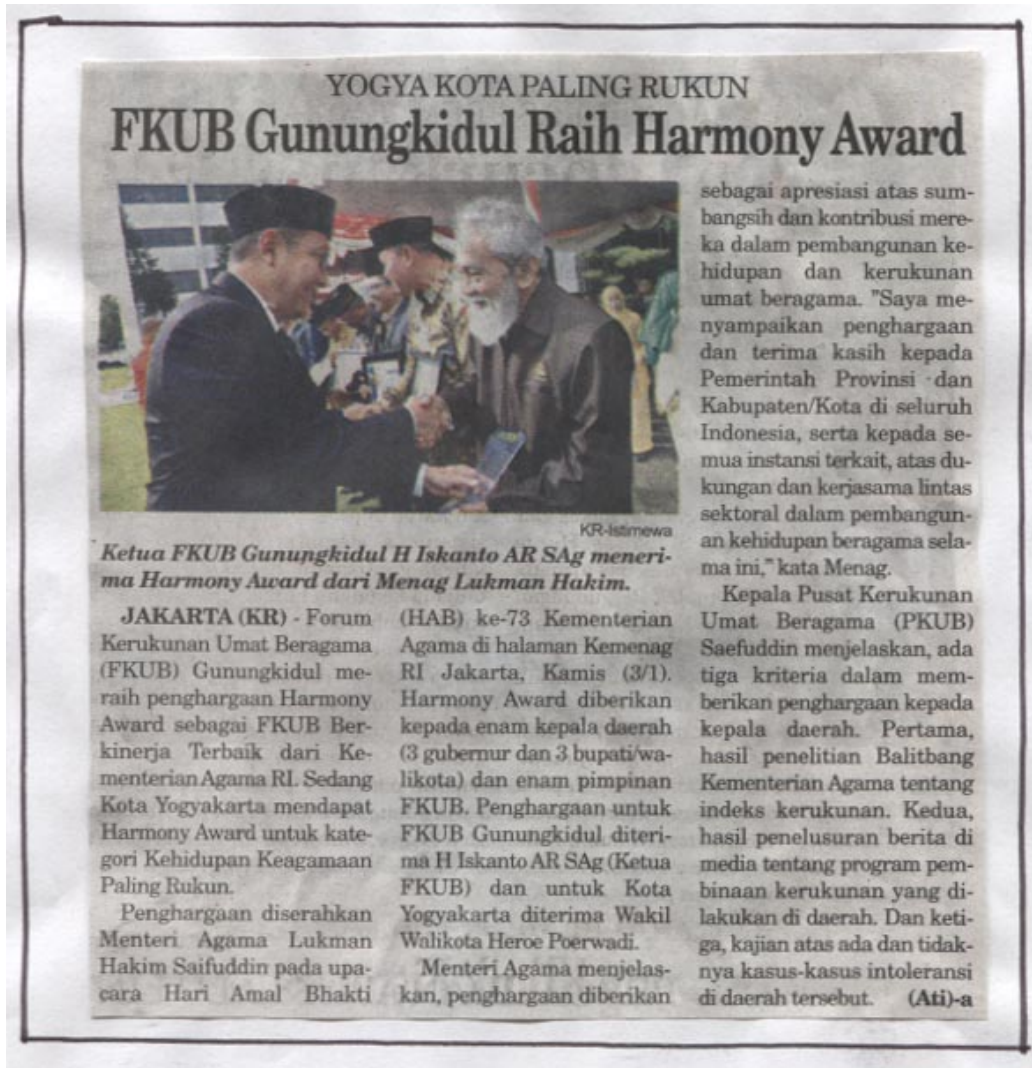 YOGYA KOTA PALING RUKUN
FKUB Gunungkidul Raih Harmony Award
KR-Istimewa
Ketua FKUB Gunungkidul H Iskanto AR SAg meneri-
ma Harmony Award dari Menag Lukman Hakim.
JAKARTA (KR) - Forum
Kerukunan Umat Beragama
(FKUB) Gunungkidul me-
raih penghargaan Harmony
Award sebagai FKUB Ber-
kinerja Terbaik dari Ke-
menterian Agama RI. Sedang
Kota Yogyakarta mendapat
Harmony Award untuk kate-
gori Kehidupan Keagamaan
Paling Rukun.
Penghargaan diserahkan
Menteri Agama Lukman
Hakim Saifuddin pada upa-
cara Hari Amal Bhakti
(HAB) ke-73 Kementerian
Agama di halaman Kemenag
RI Jakarta, Kamis (3/1).
Harmony Award diberikan
kepada enam kepala daerah
(3 gubernur dan 3 bupati/wa-
likota) dan enam pimpinan
FKUB. Penghargaan untuk
FKUB Gunungkidul diteri-
ma H Iskanto AR SAg (Ketua
FKUB) dan untuk Kota
Yogyakarta diterima Wakil
Walikota Heroe Poerwadi.
Menteri Agama menjelas-
kan, penghargaan diberikan
sebagai apresiasi atas sum-
bangsih dan kontribusi mere-
ka dalam pembangunan ke-
hidupan dan kerukunan
umat beragama. "Saya me-
nyampaikan penghargaan
dan terima kasih kepada
Pemerintah Provinsi dan
Kabupaten/Kota di seluruh
Indonesia, serta kepada se-
mua instansi terkait, atas du-
kungan dan kerjasama lintas
sektoral dalam pembangun-
an kehidupan beragama sela-
ma ini," kata Menag.
Kepala Pusat Kerukunan
Umat Beragama (PKUB)
Saefuddin menjelaskan, ada
tiga kriteria dalam mem-
berikan penghargaan kepada
kepala daerah. Pertama,
hasil penelitian Balitbang
Kementerian Agama tentang
indeks kerukunan. Kedua,
hasil penelusuran berita di
media tentang program pem-
binaan kerukunan yang di-
lakukan di daerah. Dan keti-
ga, kajian atas ada dan tidak-
nya kasus-kasus intoleransi
di daerah tersebut. (Ati)-a